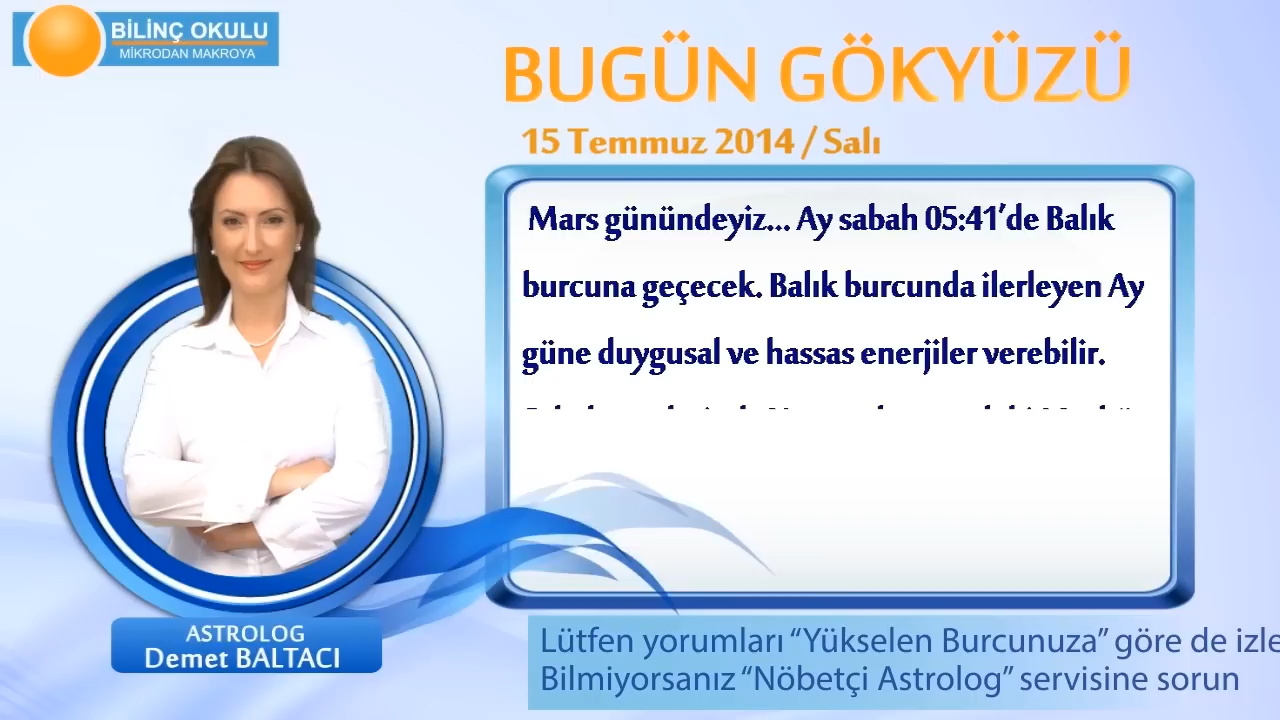 BİLİNÇ OKULU
MİKRODAN MAKROYA
BUGÜN GÖKYÜZÜ
15 Temmuz 2014 / Salı
Mars günündeyiz... Ay sabah 05:41'de Balık
burcuna geçecek. Balık burcunda ilerleyen Ay
güne duygusal ve hassas enerjiler verebilir.
ASTROLOG
Demet BALTACI
Lütfen yorumları “Yükselen Burcunuza” göre de izle
Bilmiyorsanız “Nöbetçi Astrolog” servisine sorun